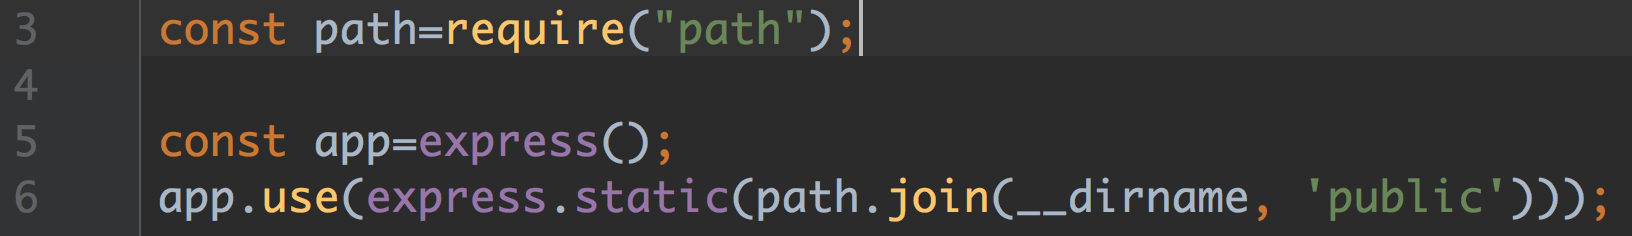 3 const path=require("path");
4
5 const app=express();
6 app.use(express.static(path.join(__dirname, 'public')));